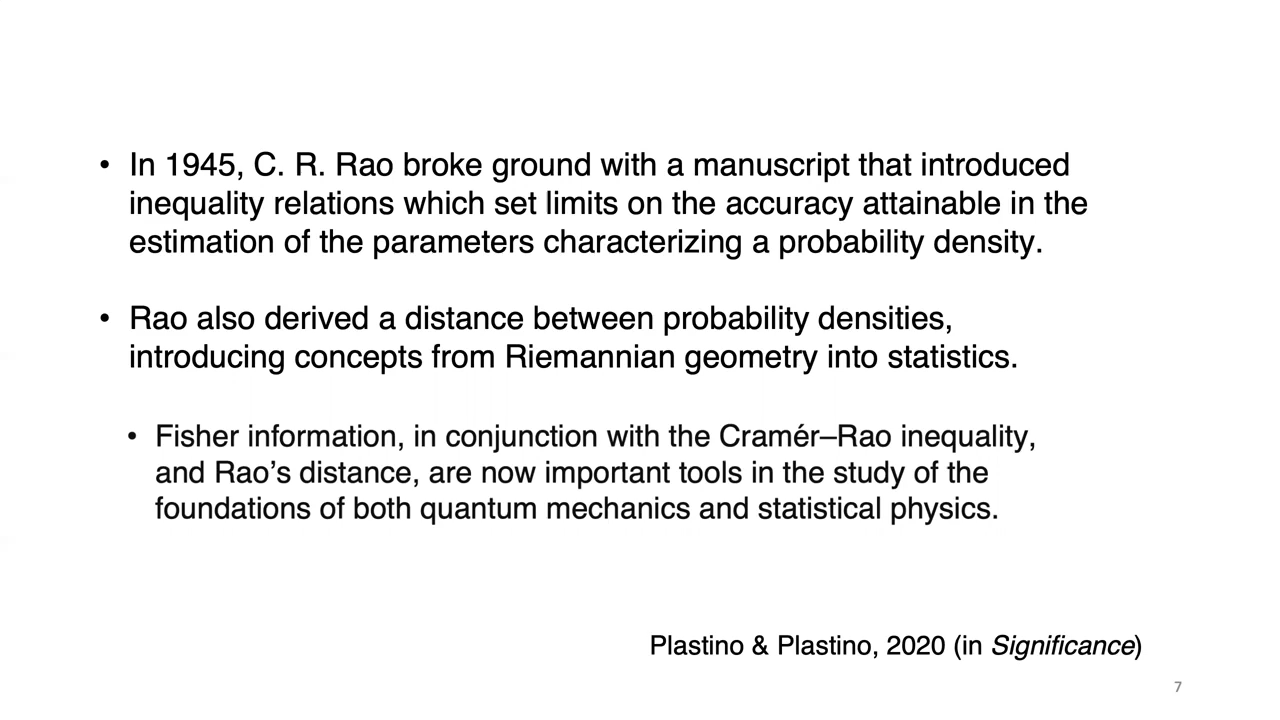 • In 1945, C. R. Rao broke ground with a manuscript that introduced
inequality relations which set limits on the accuracy attainable in the
estimation of the parameters characterizing a probability density.
• Rao also derived a distance between probability densities,
introducing concepts from Riemannian geometry into statistics.
• Fisher information, in conjunction with the Cramér–Rao inequality,
and Rao’s distance, are now important tools in the study of the
foundations of both quantum mechanics and statistical physics.
Plastino & Plastino, 2020 (in Significance)
7